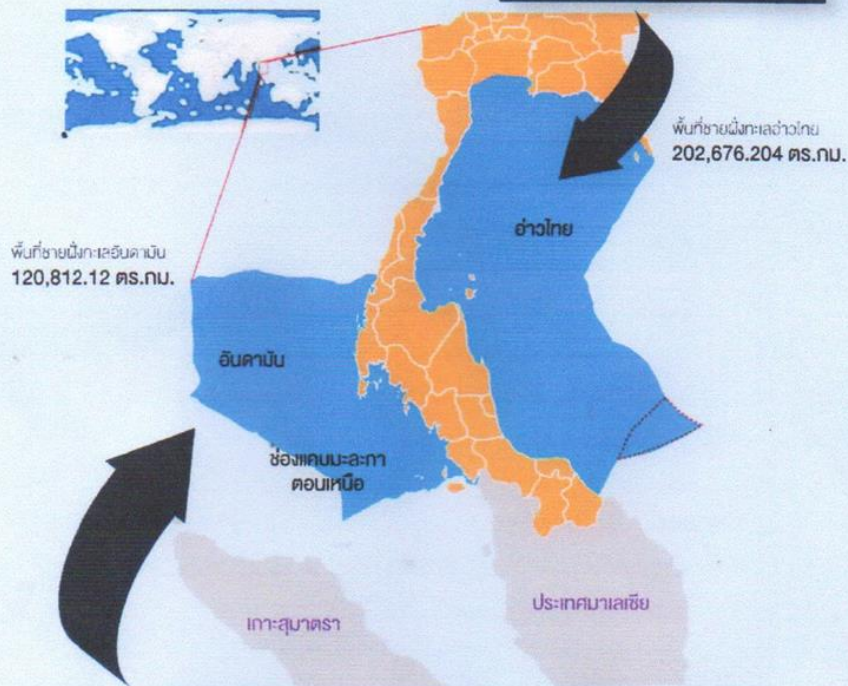 พื้นที่ชายฝั่งทะเลอ่าวไทย
202,676.204 ตร.กม.
อ่าวไทย
พื้นที่ชายฝั่งทะเลอันดามัน
120,812.12 ตร.กม.
อันดามัน
ช่องแคบมะละกา
ตอนเหนือ
ประเทศมาเลเซีย
เกาะสุมาตรา